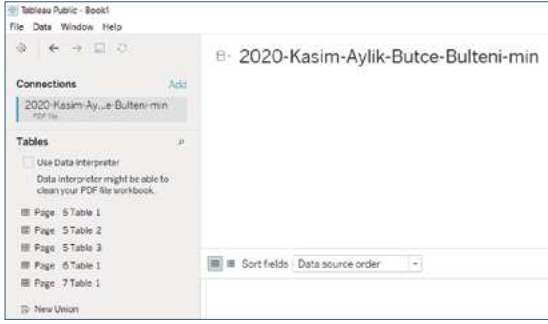 Tableau Public - Book1
File Data Window Help
Connections
Add
2020-Kasim-Ay...e-Bulteni-min
PDF file
Tables
Use Data Interpreter
Data Interpreter might be able to
clean your PDF file workbook.
Page 5 Table 1
Page 5 Table 2
Page 5 Table 3
Page 6 Table 1
Page 7 Table 1
New Union
2020-Kasim-Aylik-Butce-Bulteni-min
Sort fields Data source order